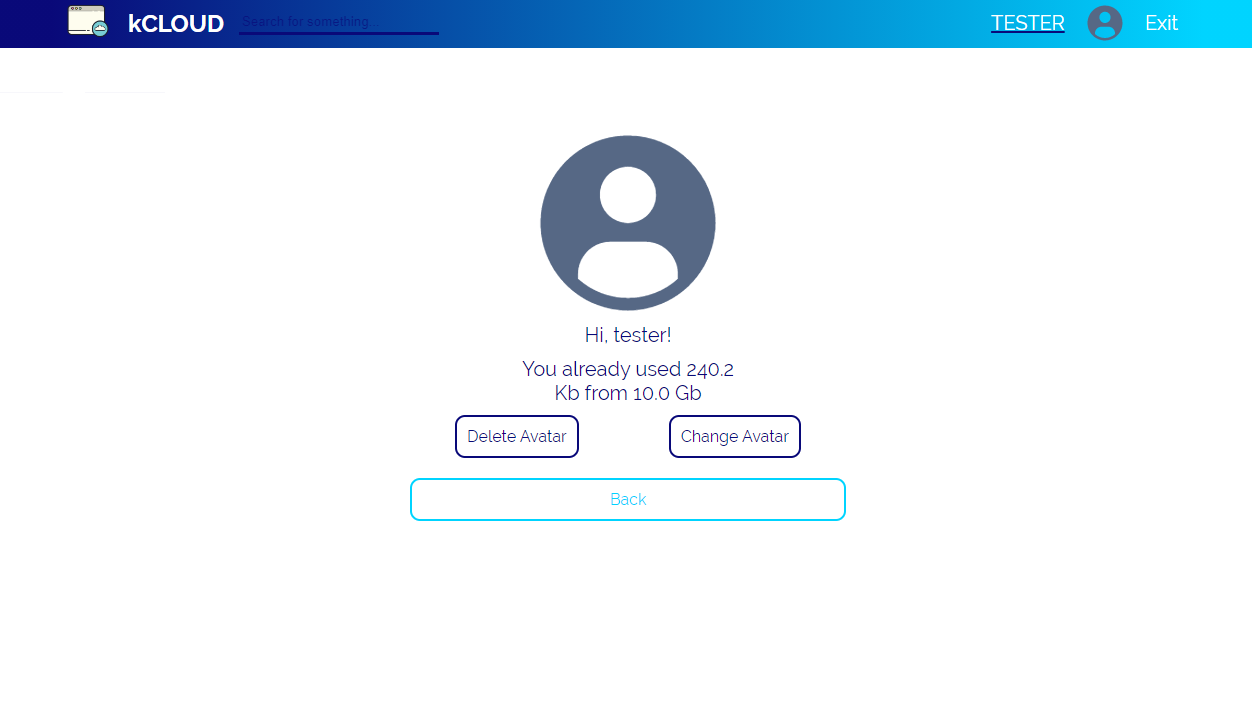 kCLOUD
Search for something...
TESTER
Exit
Hi, tester!
You already used 240.2
Kb from 10.0 Gb
Delete Avatar
Change Avatar
Back